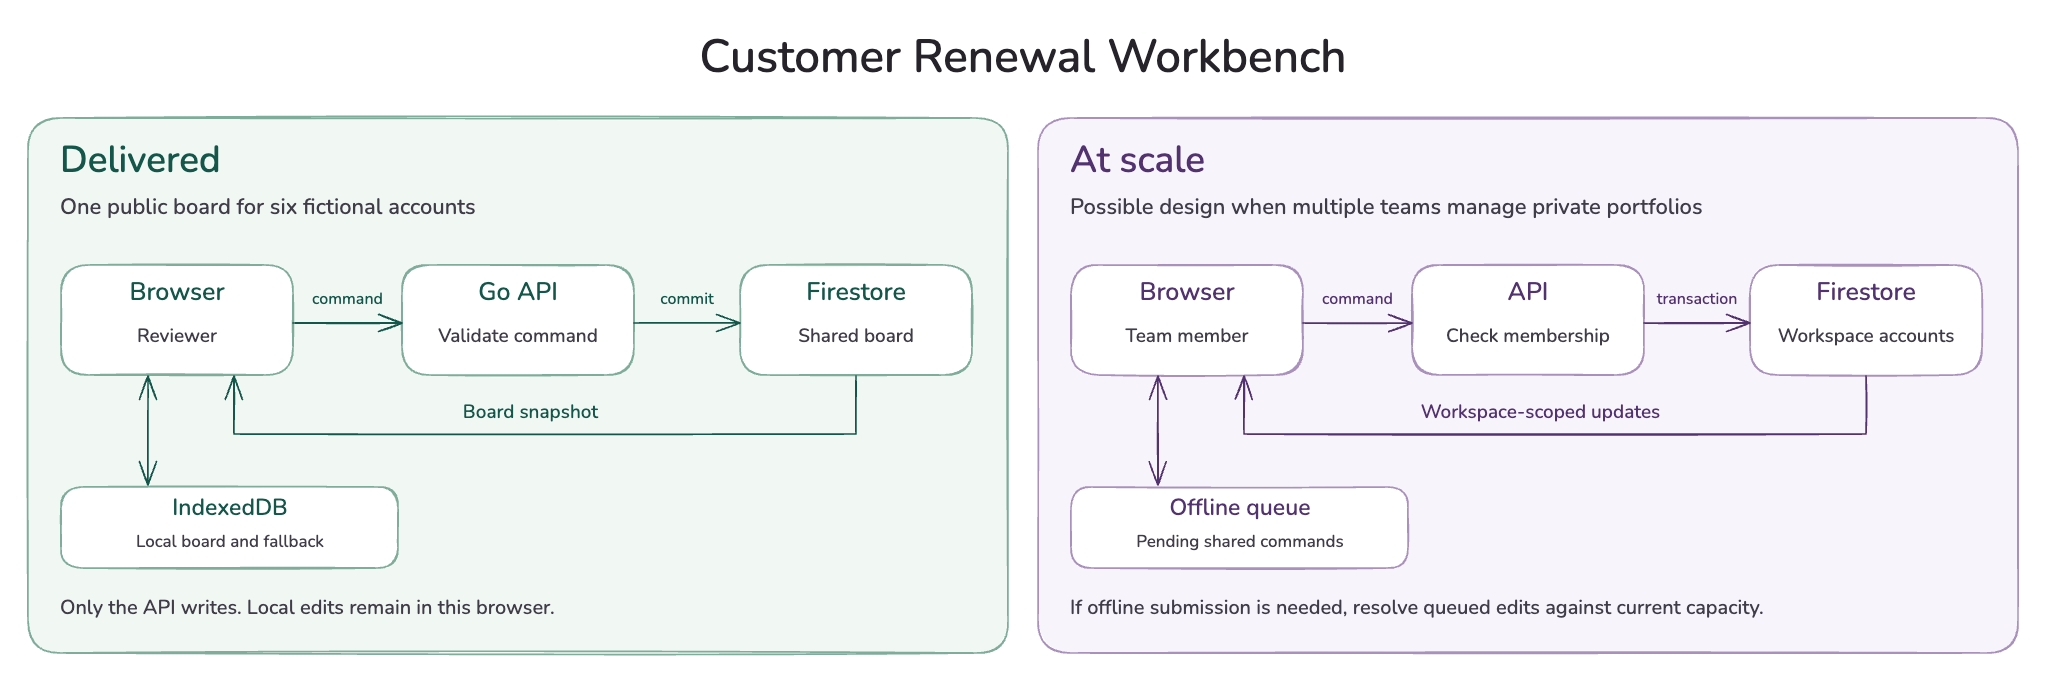 Customer Renewal Workbench
Delivered
One public board for six fictional accounts
Browser
Reviewer
command
Go API
Validate command
commit
Firestore
Shared board
Board snapshot
IndexedDB
Local board and fallback
Only the API writes. Local edits remain in this browser.
At scale
Possible design when multiple teams manage private portfolios
Browser
Team member
command
API
Check membership
transaction
Firestore
Workspace accounts
Workspace-scoped updates
Offline queue
Pending shared commands
If offline submission is needed, resolve queued edits against current capacity.